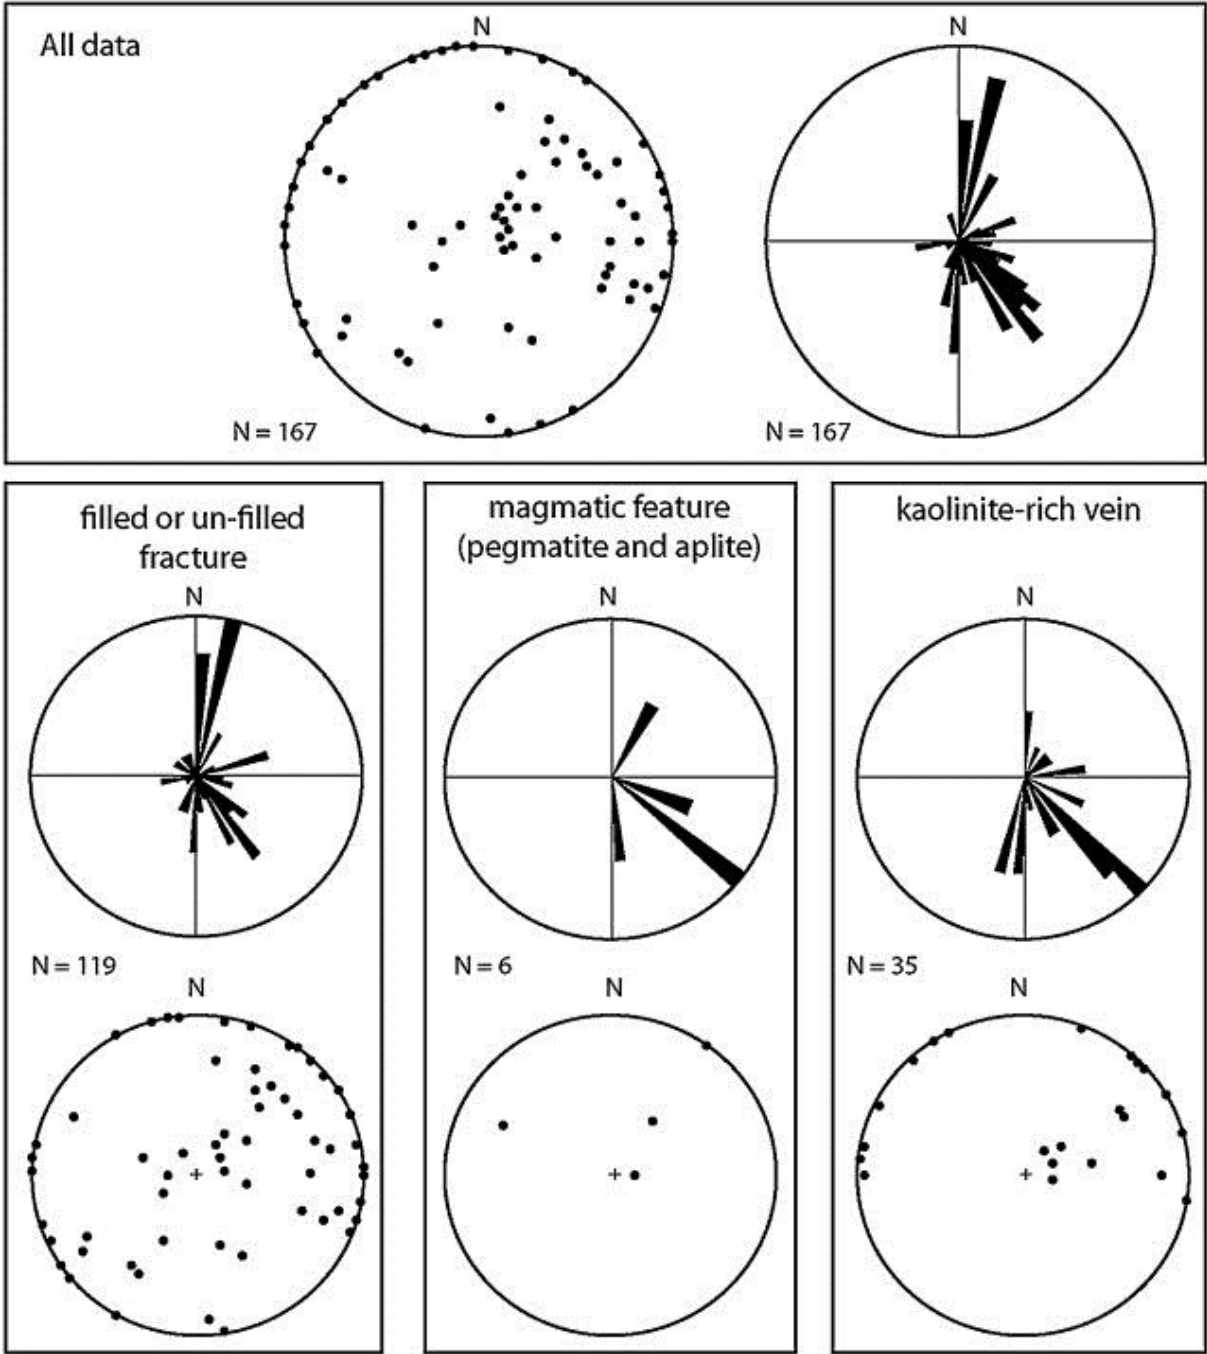 All data
N
N
N = 167
N = 167
filled or un-filled
fracture
N
N = 119
N
magmatic feature
(pegmatite and aplite)
N
N = 6
N
kaolinite-rich vein
N
N = 35
N